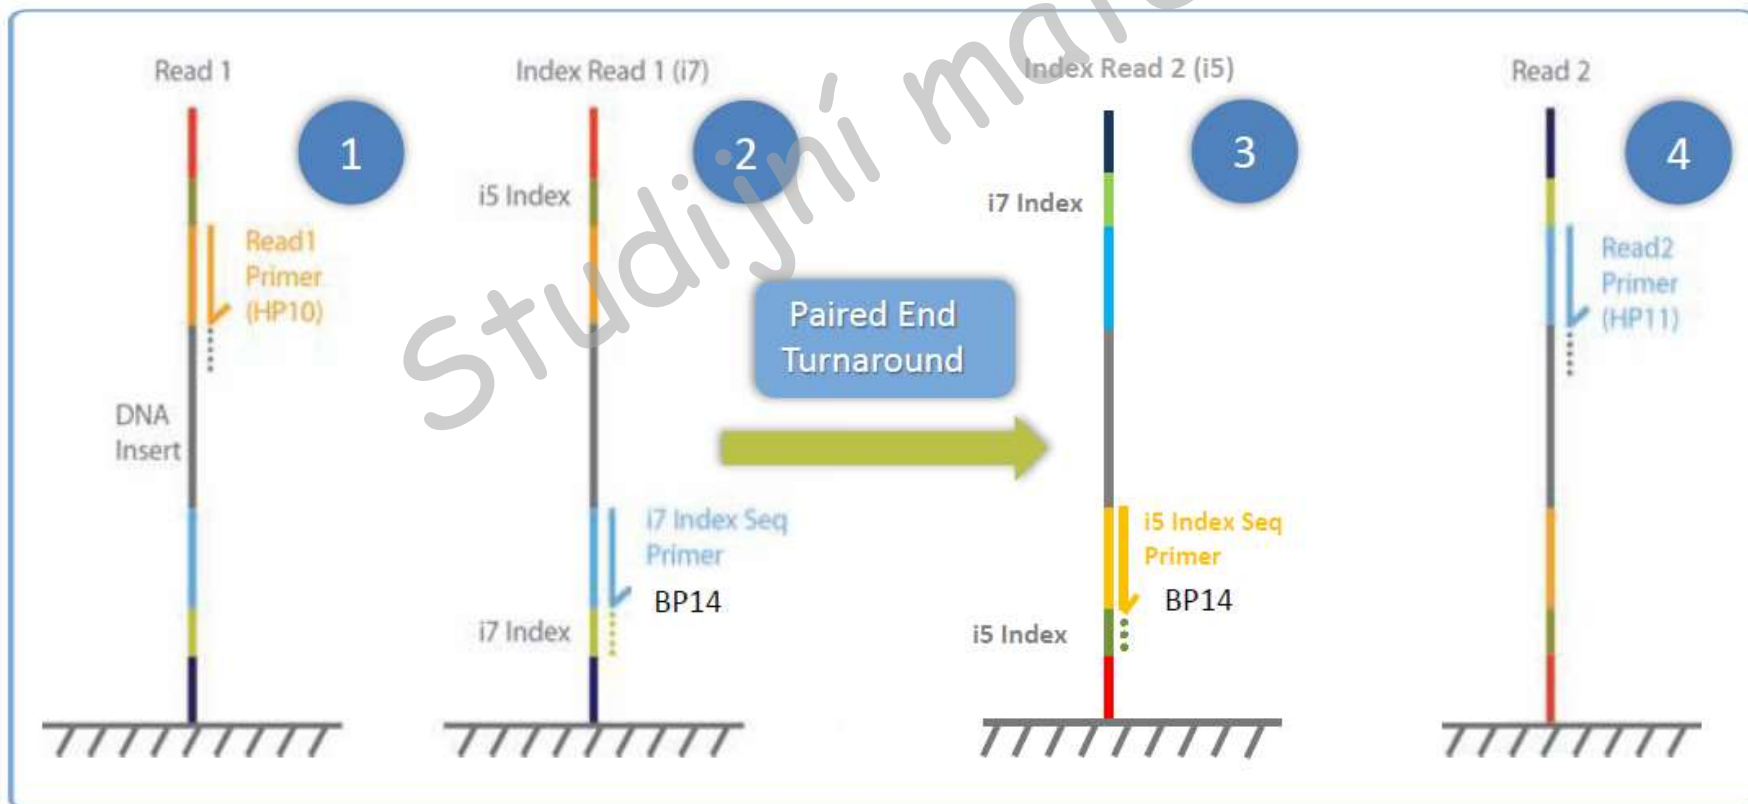 Read 1
1
Read1
Primer
(HP10)
DNA
Insert
Index Read 1 (i7)
2
i5 Index
i7 Index Seq
Primer
BP14
i7 Index
Paired End
Turnaround
Index Read 2 (i5)
3
i7 Index
i5 Index Seq
Primer
BP14
i5 Index
Read 2
4
Read2
Primer
(HP11)
Studijní